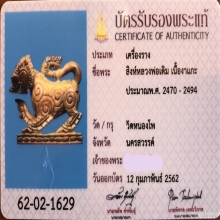 บัตรรับรองพระแท้
CERTIFICATE OF AUTHENTICITY
ประเภท เครื่องราง
ชื่อพระ สิงห์หลวงพ่อเดิม เนื้องาแกะ
ประมาณพ.ศ. 2470 - 2494
วัด / กรุ วัดหนองโพ
จังหวัด นครสวรรค์
เจ้าของพระ
วันออกบัตร 12 กุมภาพันธ์ 2562
62-02-1629